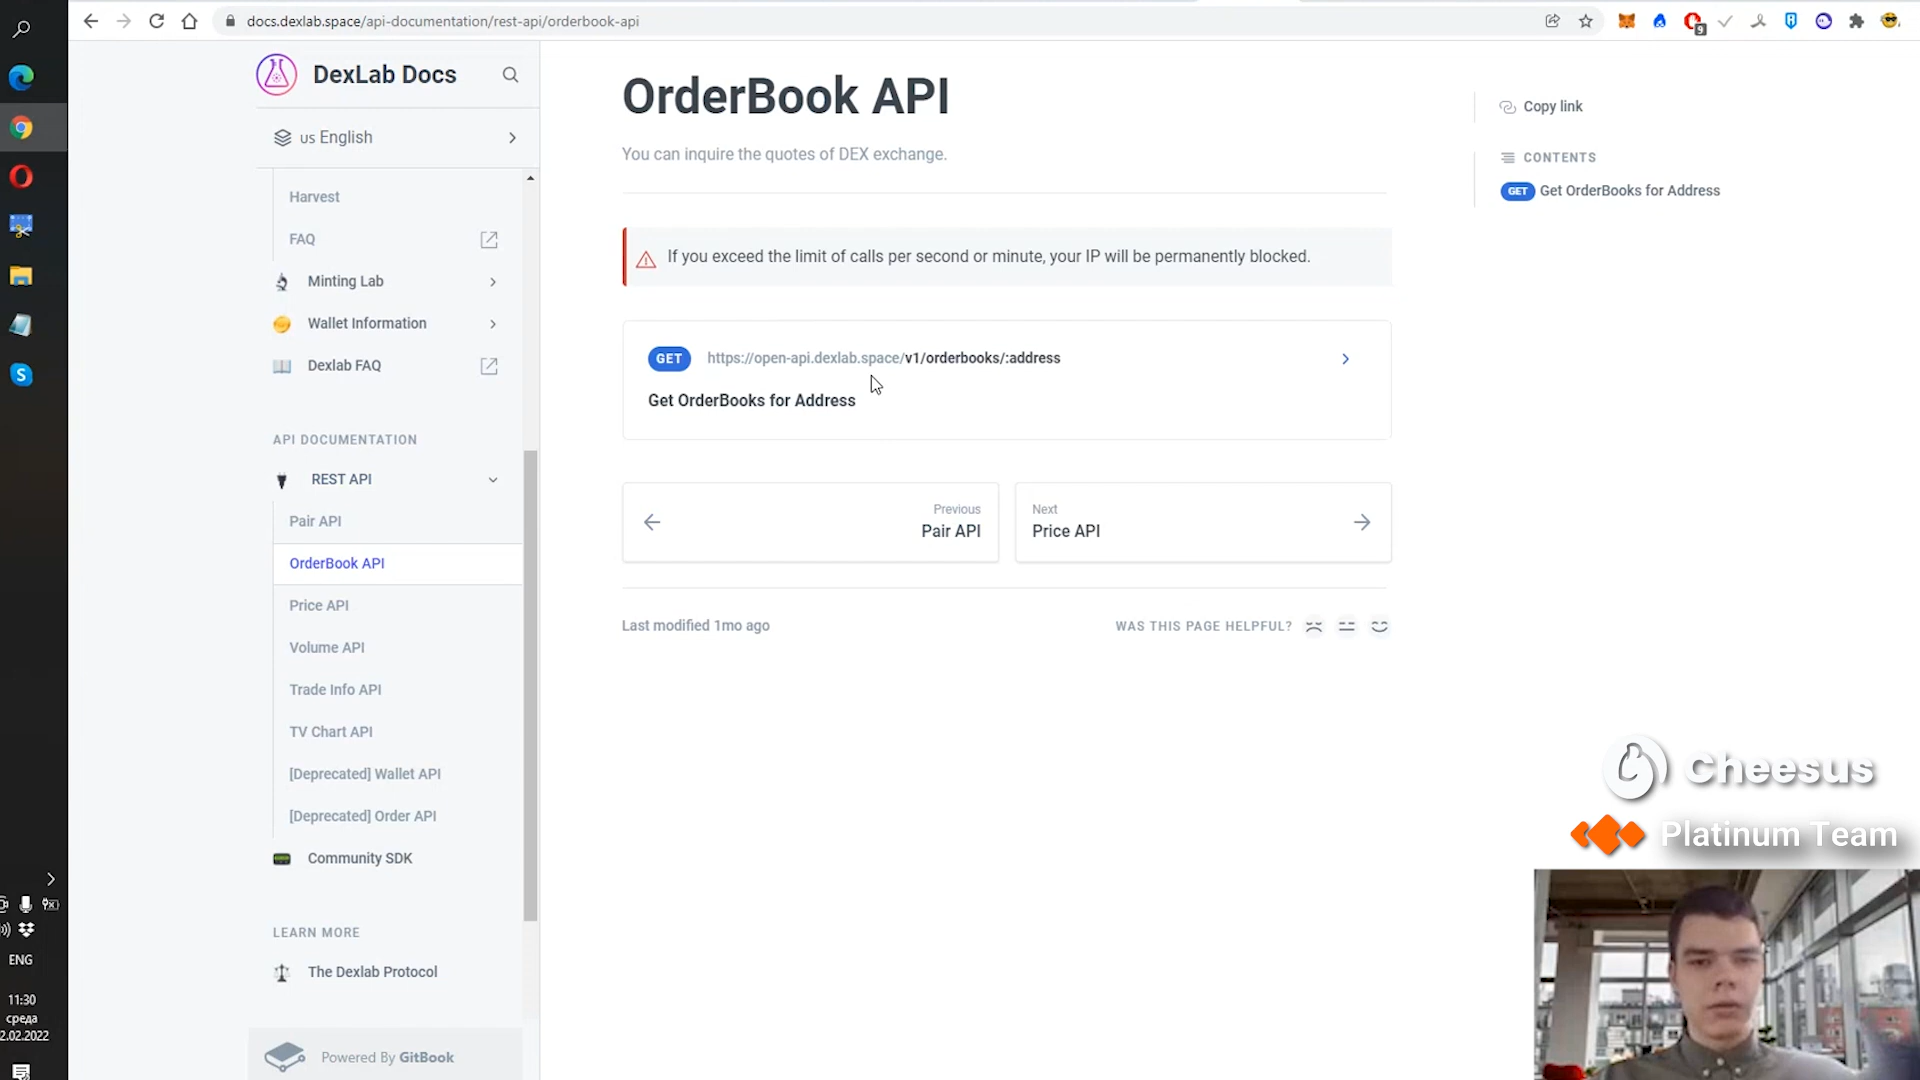 docs.dexlab.space/api-documentation/rest-api/orderbook-api
9
DexLab Docs
us English
Harvest
FAQ
Minting Lab
Wallet Information
Dexlab FAQ
API DOCUMENTATION
REST API
Pair API
OrderBook API
Price API
Volume API
Trade Info API
TV Chart API
[Deprecated] Wallet API
[Deprecated] Order API
Community SDK
LEARN MORE
The Dexlab Protocol
Powered By GitBook
OrderBook API
You can inquire the quotes of DEX exchange.
If you exceed the limit of calls per second or minute, your IP will be permanently blocked.
GET https://open-api.dexlab.space/v1/orderbooks/:address
Get OrderBooks for Address
Previous
Pair API
Next
Price API
Last modified 1mo ago
WAS THIS PAGE HELPFUL?
Copy link
CONTENTS
GET Get OrderBooks for Address
Cheesus
Platinum Team
ENG
11:30
среда
2.02.2022